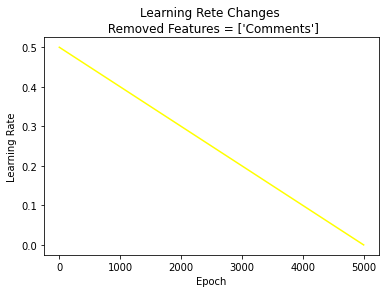 Learning Rete Changes
Removed Features = ['Comments']
0.5
0.4
0.3
0.2
0.1
0.0
Learning Rate
0 1000 2000 3000 4000 5000
Epoch